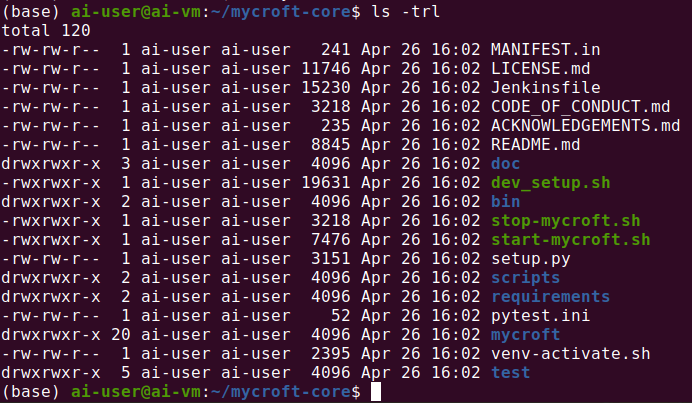 (base) ai-user@ai-vm:~/mycroft-core$ ls -trl
total 120
-rw-rw-r--  1 ai-user ai-user   241 Apr 26 16:02 MANIFEST.in
-rw-rw-r--  1 ai-user ai-user 11746 Apr 26 16:02 LICENSE.md
-rw-rw-r--  1 ai-user ai-user 15230 Apr 26 16:02 Jenkinsfile
-rw-rw-r--  1 ai-user ai-user  3218 Apr 26 16:02 CODE_OF_CONDUCT.md
-rw-rw-r--  1 ai-user ai-user   235 Apr 26 16:02 ACKNOWLEDGEMENTS.md
-rw-rw-r--  1 ai-user ai-user  8845 Apr 26 16:02 README.md
drwxrwxr-x  3 ai-user ai-user  4096 Apr 26 16:02 doc
-rwxrwxr-x  1 ai-user ai-user 19631 Apr 26 16:02 dev_setup.sh
drwxrwxr-x  2 ai-user ai-user  4096 Apr 26 16:02 bin
-rwxrwxr-x  1 ai-user ai-user  3218 Apr 26 16:02 stop-mycroft.sh
-rwxrwxr-x  1 ai-user ai-user  7476 Apr 26 16:02 start-mycroft.sh
-rw-rw-r--  1 ai-user ai-user  3151 Apr 26 16:02 setup.py
drwxrwxr-x  2 ai-user ai-user  4096 Apr 26 16:02 scripts
drwxrwxr-x  2 ai-user ai-user  4096 Apr 26 16:02 requirements
-rw-rw-r--  1 ai-user ai-user    52 Apr 26 16:02 pytest.ini
drwxrwxr-x 20 ai-user ai-user  4096 Apr 26 16:02 mycroft
-rw-rw-r--  1 ai-user ai-user  2395 Apr 26 16:02 venv-activate.sh
drwxrwxr-x  5 ai-user ai-user  4096 Apr 26 16:02 test
(base) ai-user@ai-vm:~/mycroft-core$